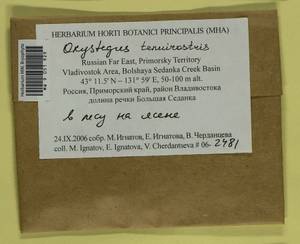 HERBARIUM HORTI BOTANICI PRINCIPALIS (MHA)
Oxystegus tenuirostris
Russian Far East, Primorsky Territory
Vladivostok Area, Bolshaya Sedanka Creek Basin
43° 11.5' N – 131° 59' E, 50-100 m alt.
Россия, Приморский край, район Владивостока
долина речки Большая Седанка
в лесу на ясене
24.IX.2006 собр. М. Игнатов, Е. Игнатова, В. Черданцева
coll. M. Ignatov, E. Ignatova, V. Cherdantseva # 06-2481